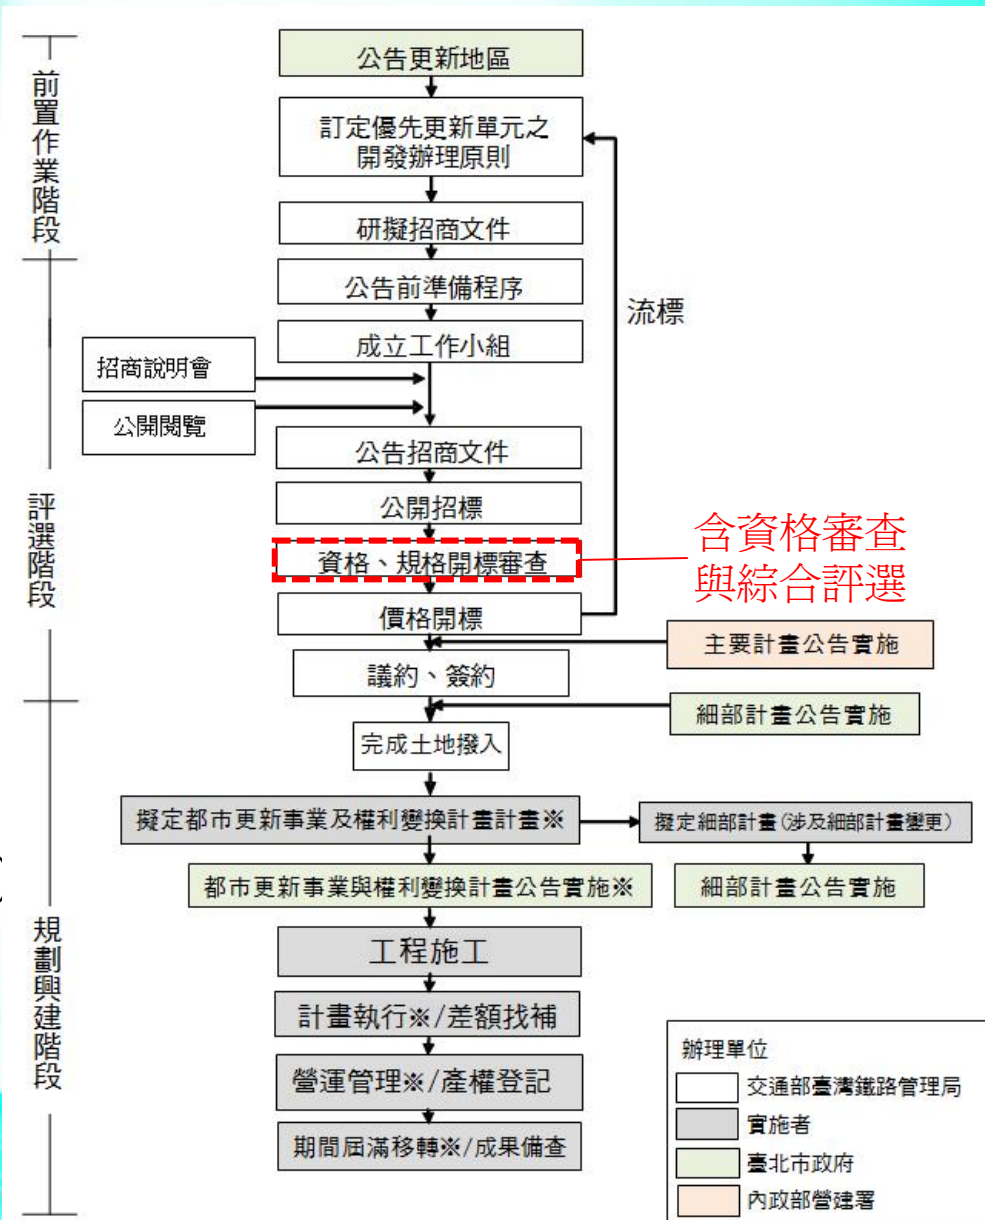 前置作業階段
公告更新地區
訂定優先更新單元之
開發辦理原則
研擬招商文件
評選階段
公告前準備程序
成立工作小組
招商說明會
公開閱覽
公告招商文件
公開招標
資格、規格開標審查
含資格審查
與綜合評選
價格開標
流標
主要計畫公告實施
議約、簽約
規劃興建階段
細部計畫公告實施
完成土地撥入
擬定都市更新事業及權利變換計畫計畫※
擬定細部計畫(涉及細部計畫變更)
都市更新事業與權利變換計畫公告實施※
細部計畫公告實施
工程施工
計畫執行※/差額找補
營運管理※/產權登記
期間屆滿移轉※/成果備查
辦理單位
交通部臺灣鐵路管理局
實施者
臺北市政府
內政部營建署